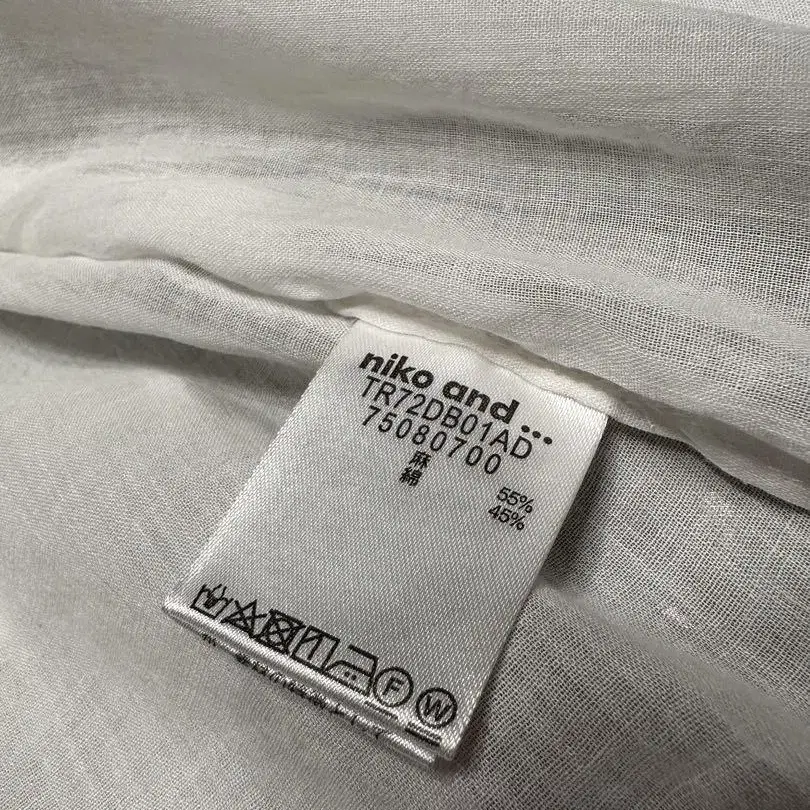 niko and ...
TR72DB01AD
75080700
麻 55%
綿 45%
F W